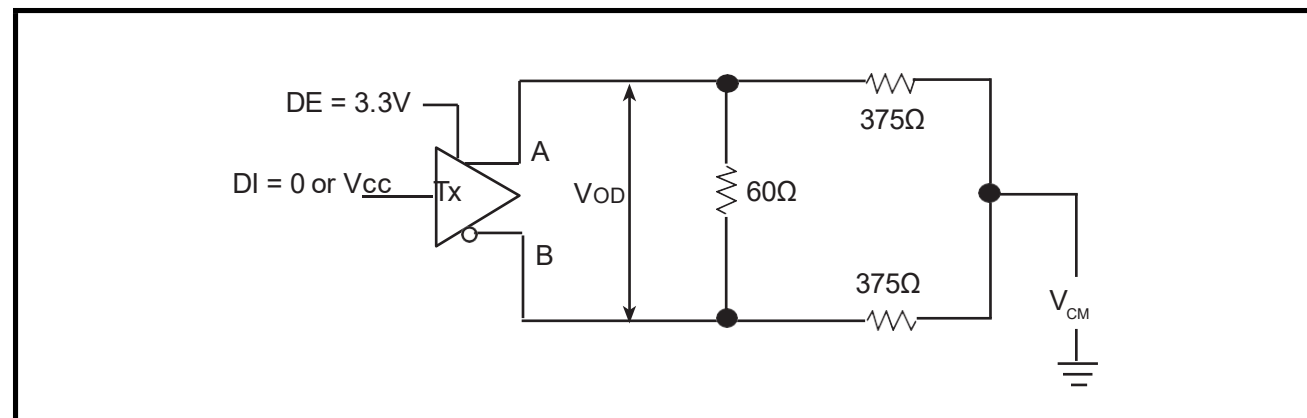 DE = 3.3V
375Ω
A
DI = 0 or Vcc
Tx
VOD
60Ω
B
375Ω
VCM